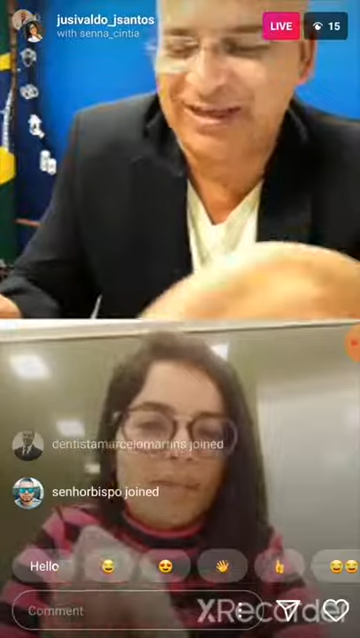 jusivaldo_jsantos
with senna_cintia
LIVE
15
dentistamarcelomartins joined
senhorbispo joined
Hello
Comment
XRecorder